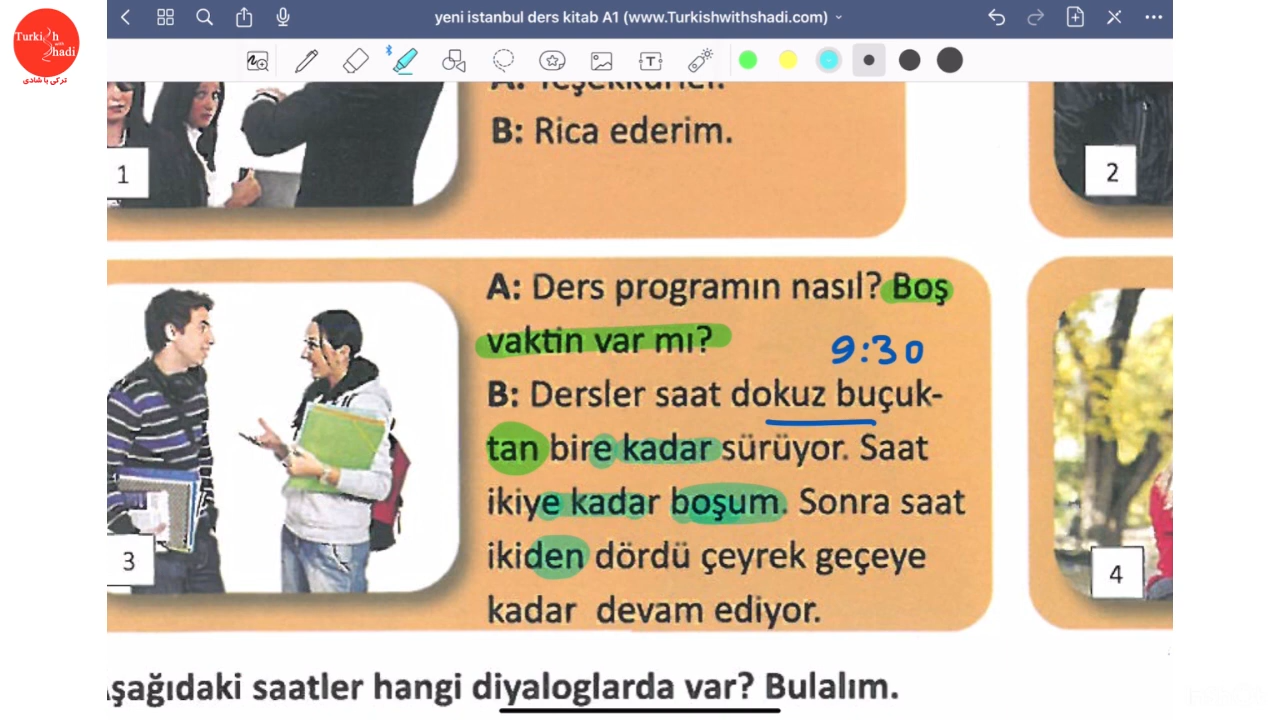 yeni istanbul ders kitab A1 (www.Turkishwithshadi.com)
Turkish
with
Shadi
ترکی با شادی
A: Teşekkürler.
B: Rica ederim.
1
2
A: Ders programın nasıl? Boş
vaktin var mı?
9:30
B: Dersler saat dokuz buçuk-
tan bire kadar sürüyor. Saat
ikiye kadar boşum. Sonra saat
ikiden dördü çeyrek geçeye
kadar devam ediyor.
3
4
Aşağıdaki saatler hangi diyaloglarda var? Bulalım.